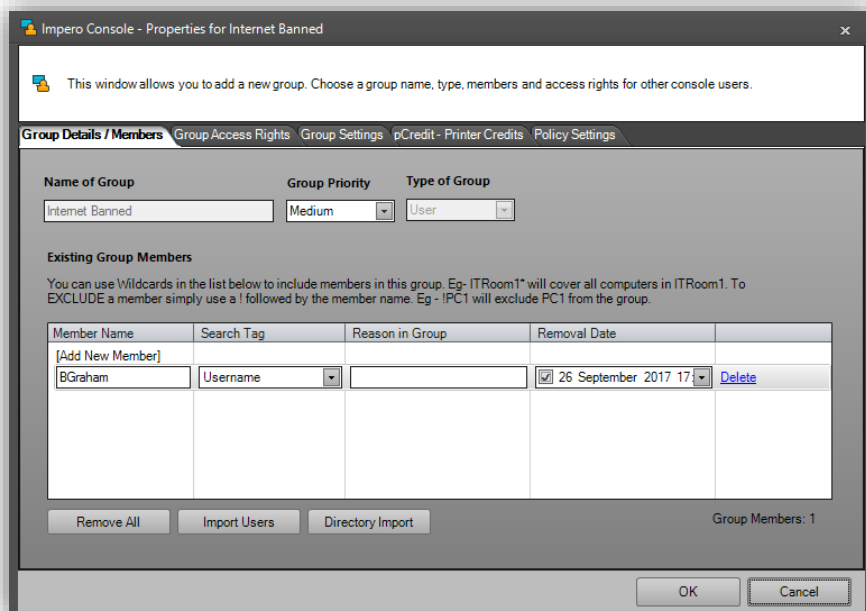 Impero Console - Properties for Internet Banned x
This window allows you to add a new group. Choose a group name, type, members and access rights for other console users.
Group Details / Members Group Access Rights Group Settings pCredit - Printer Credits Policy Settings
Name of Group Group Priority Type of Group
Internet Banned Medium User
Existing Group Members
You can use Wildcards in the list below to include members in this group. Eg- ITRoom1* will cover all computers in ITRoom1. To
EXCLUDE a member simply use a ! followed by the member name. Eg - !PC1 will exclude PC1 from the group.
Member Name Search Tag Reason in Group Removal Date
[Add New Member]
BGraham Username 26 September 2017 17: Delete
Remove All Import Users Directory Import Group Members: 1
OK Cancel